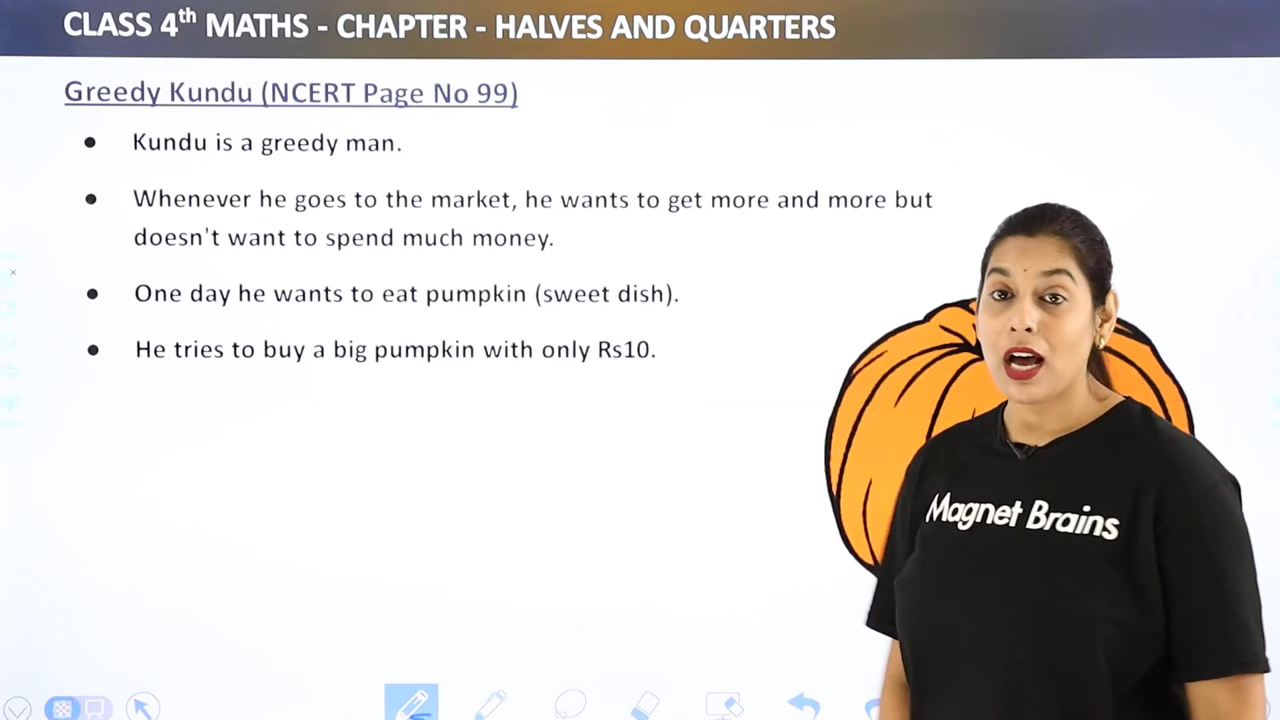 CLASS 4th MATHS - CHAPTER - HALVES AND QUARTERS
Greedy Kundu (NCERT Page No 99)
● Kundu is a greedy man.
● Whenever he goes to the market, he wants to get more and more but
doesn't want to spend much money.
● One day he wants to eat pumpkin (sweet dish).
● He tries to buy a big pumpkin with only Rs10.
Magnet Brains